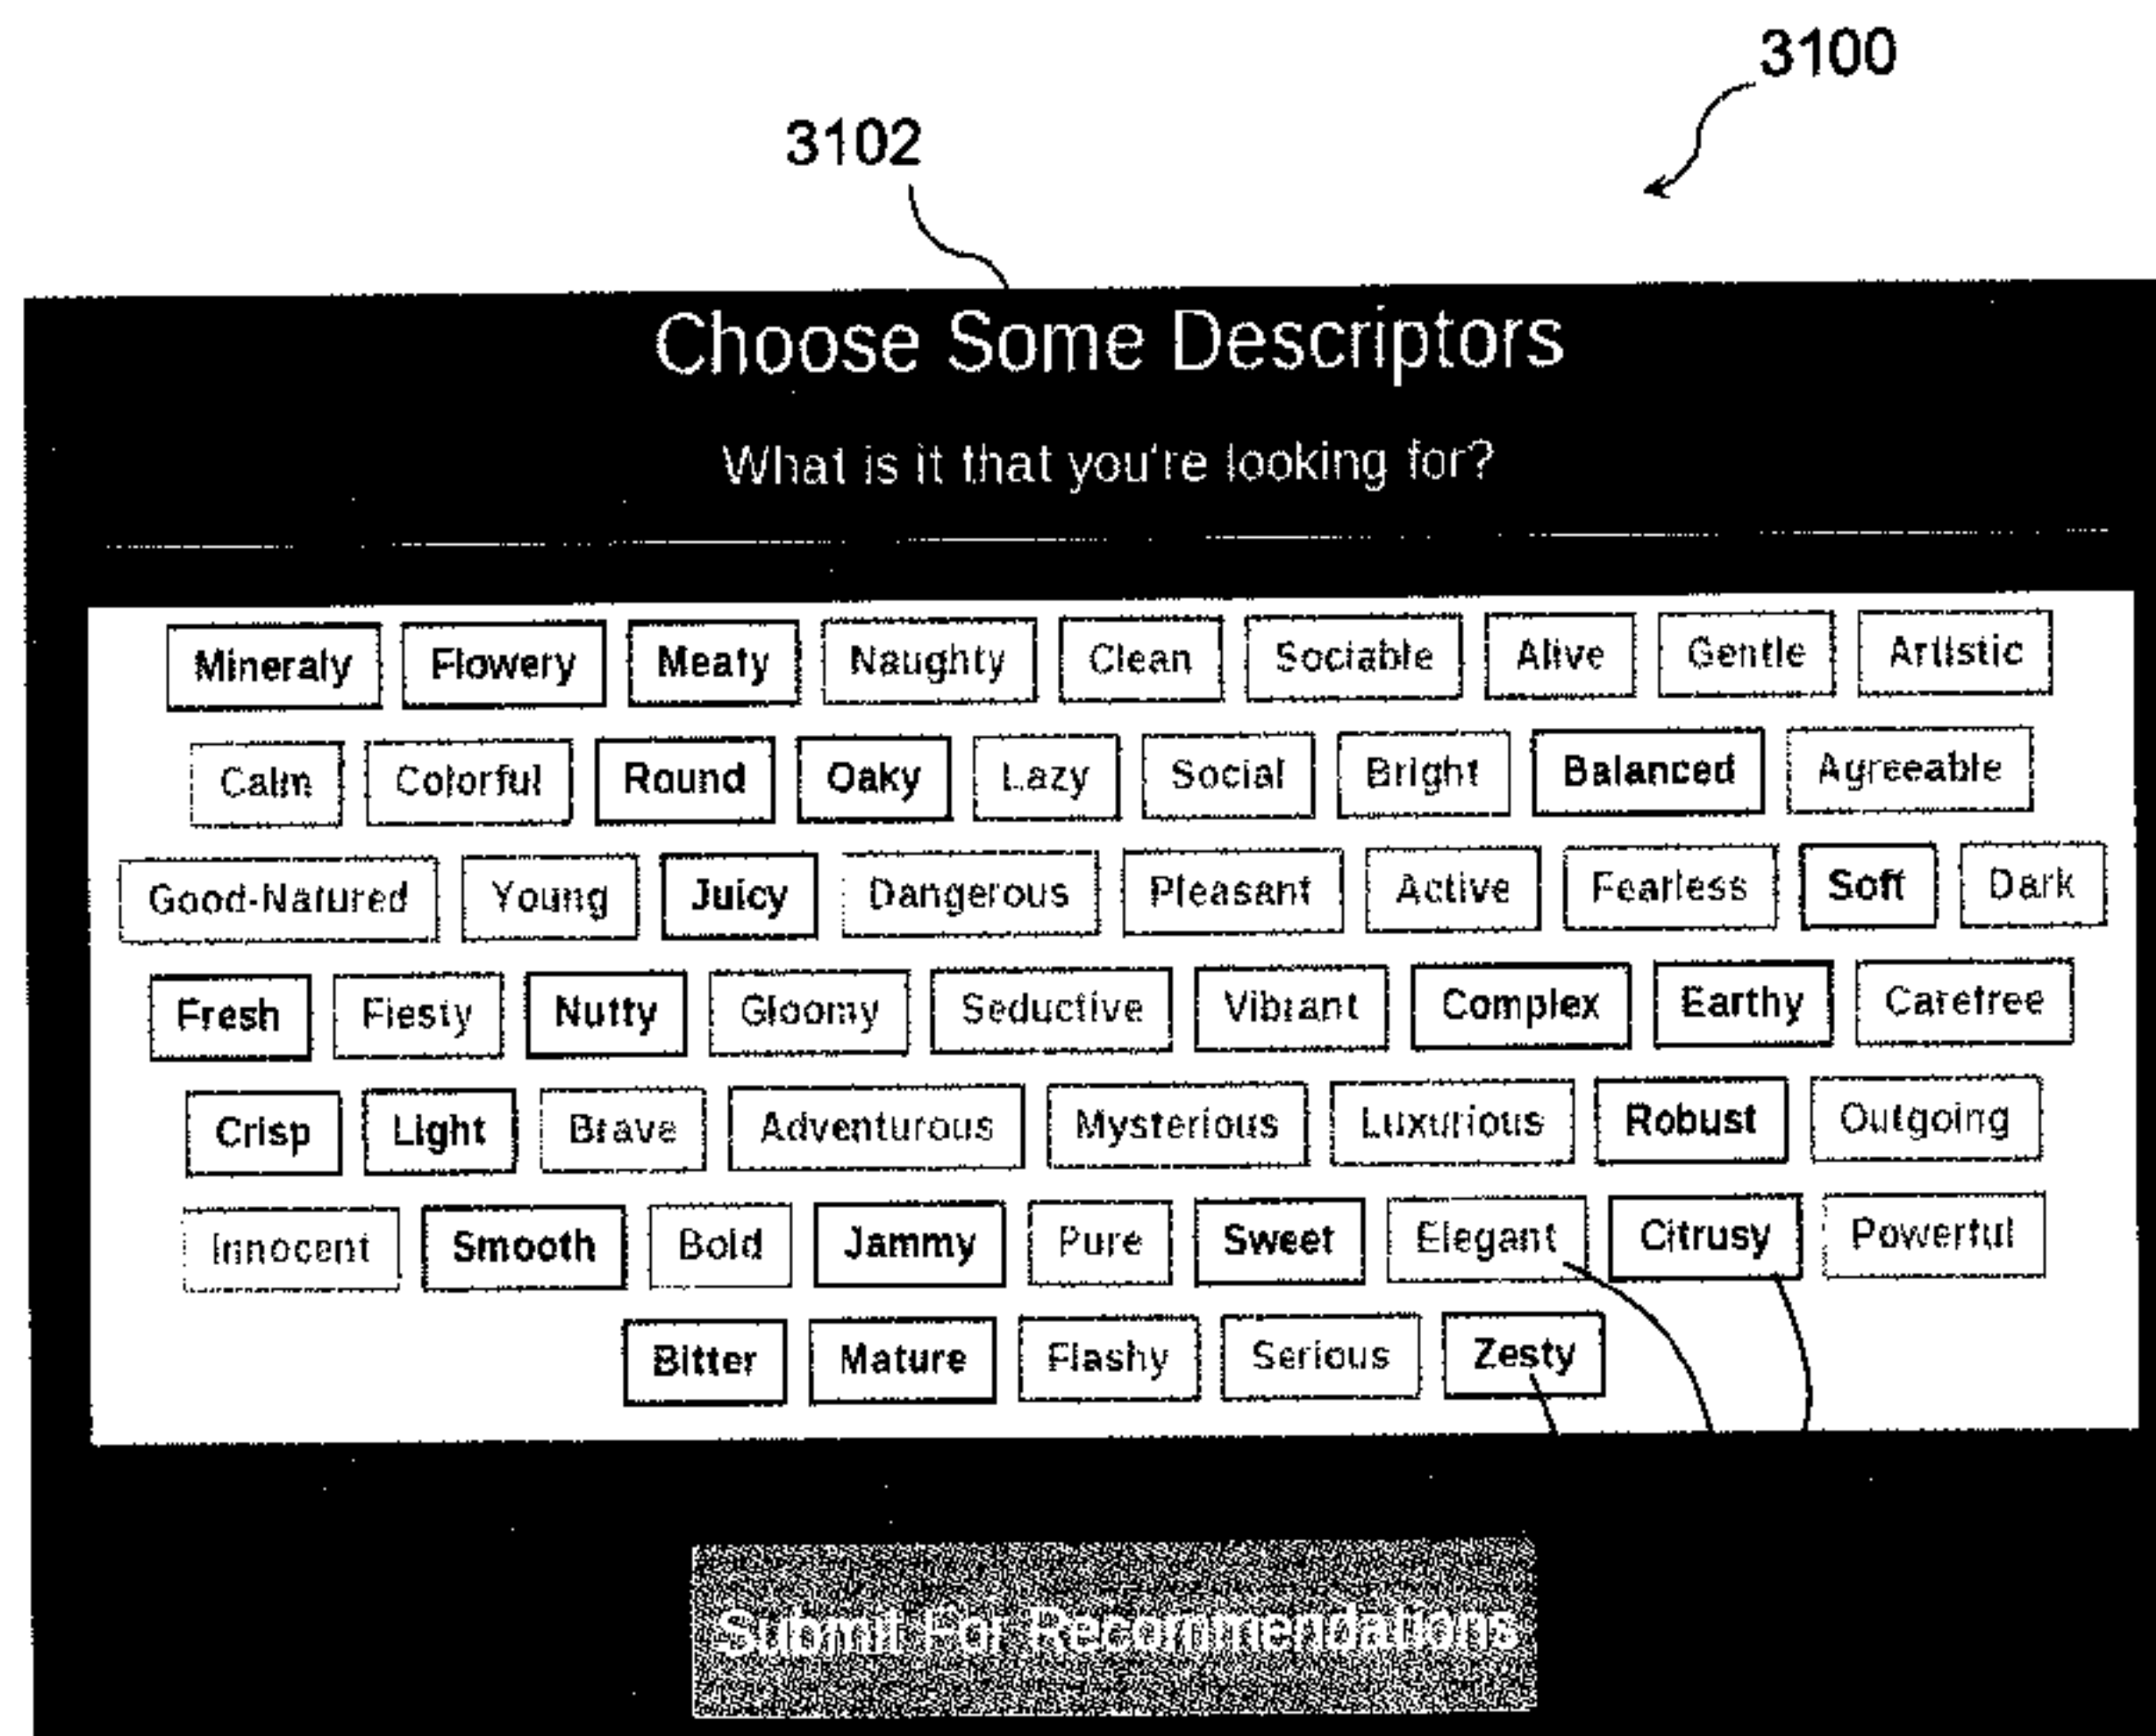 3100
3102
Choose Some Descriptors
What is it that you're looking for?
Mineraly Flowery Meaty Naughty Clean Sociable Alive Gentle Artistic
Calm Colorful Round Oaky Lazy Social Bright Balanced Agreeable
Good-Natured Young Juicy Dangerous Pleasant Active Fearless Soft Dark
Fresh Fiesty Nutty Gloomy Seductive Vibrant Complex Earthy Carefree
Crisp Light Brave Adventurous Mysterious Luxurious Robust Outgoing
Innocent Smooth Bold Jammy Pure Sweet Elegant Citrusy Powerful
Bitter Mature Flashy Serious Zesty
Submit For Recommendations